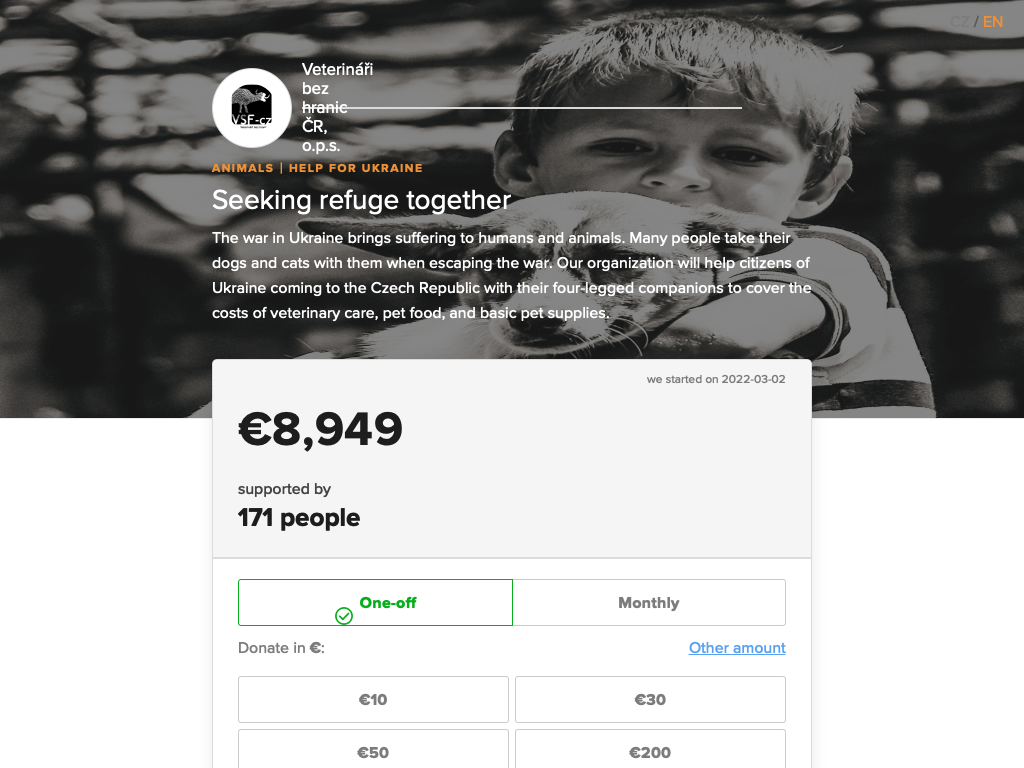 CZ / EN
Veterináři
bez
hranic
ČR,
o.p.s.
VSF-CZ
ANIMALS | HELP FOR UKRAINE
Seeking refuge together
The war in Ukraine brings suffering to humans and animals. Many people take their
dogs and cats with them when escaping the war. Our organization will help citizens of
Ukraine coming to the Czech Republic with their four-legged companions to cover the
costs of veterinary care, pet food, and basic pet supplies.
we started on 2022-03-02
€8,949
supported by
171 people
One-off
Monthly
Donate in €:
Other amount
€10
€30
€50
€200